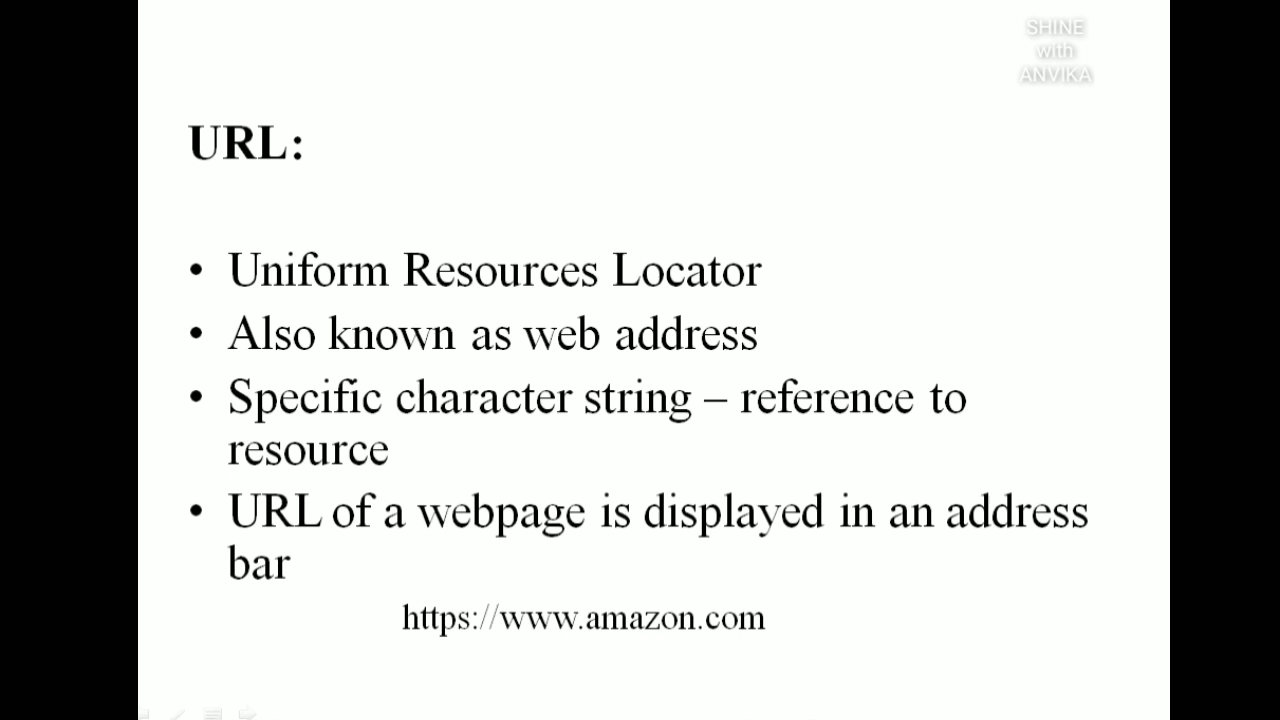 SHINE
with
ANVIKA
URL:
• Uniform Resources Locator
• Also known as web address
• Specific character string – reference to
resource
• URL of a webpage is displayed in an address
bar
https://www.amazon.com